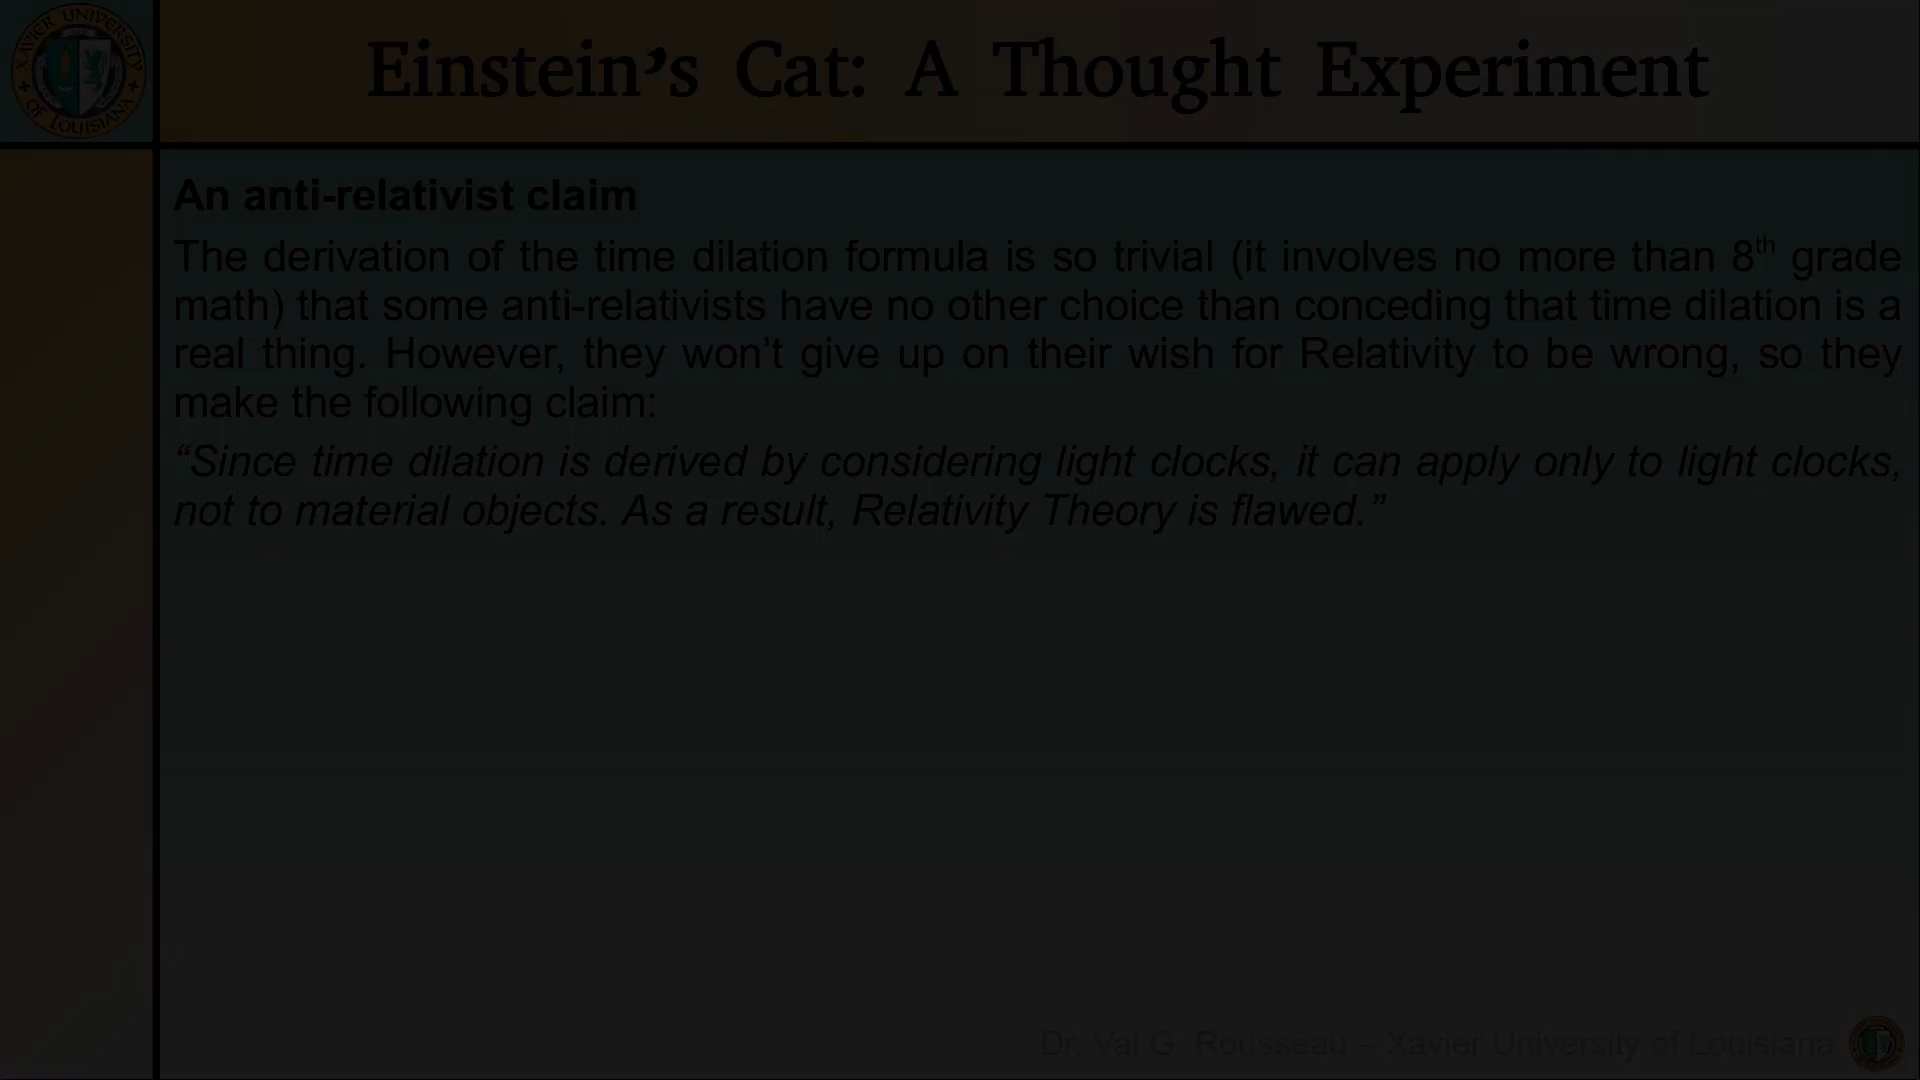 XAVIER UNIVERSITY
OF LOUISIANA
Einstein’s Cat: A Thought Experiment
An anti-relativist claim
The derivation of the time dilation formula is so trivial (it involves no more than 8th grade
math) that some anti-relativists have no other choice than conceding that time dilation is a
real thing. However, they won’t give up on their wish for Relativity to be wrong, so they
make the following claim:
“Since time dilation is derived by considering light clocks, it can apply only to light clocks,
not to material objects. As a result, Relativity Theory is flawed.”
Dr. Val G. Rousseau – Xavier University of Louisiana